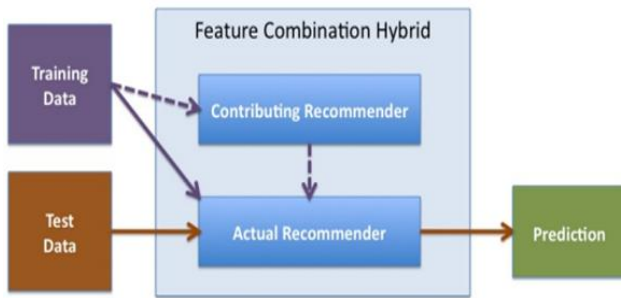 Feature Combination Hybrid
Training
Data
Contributing Recommender
Test
Data
Actual Recommender
Prediction